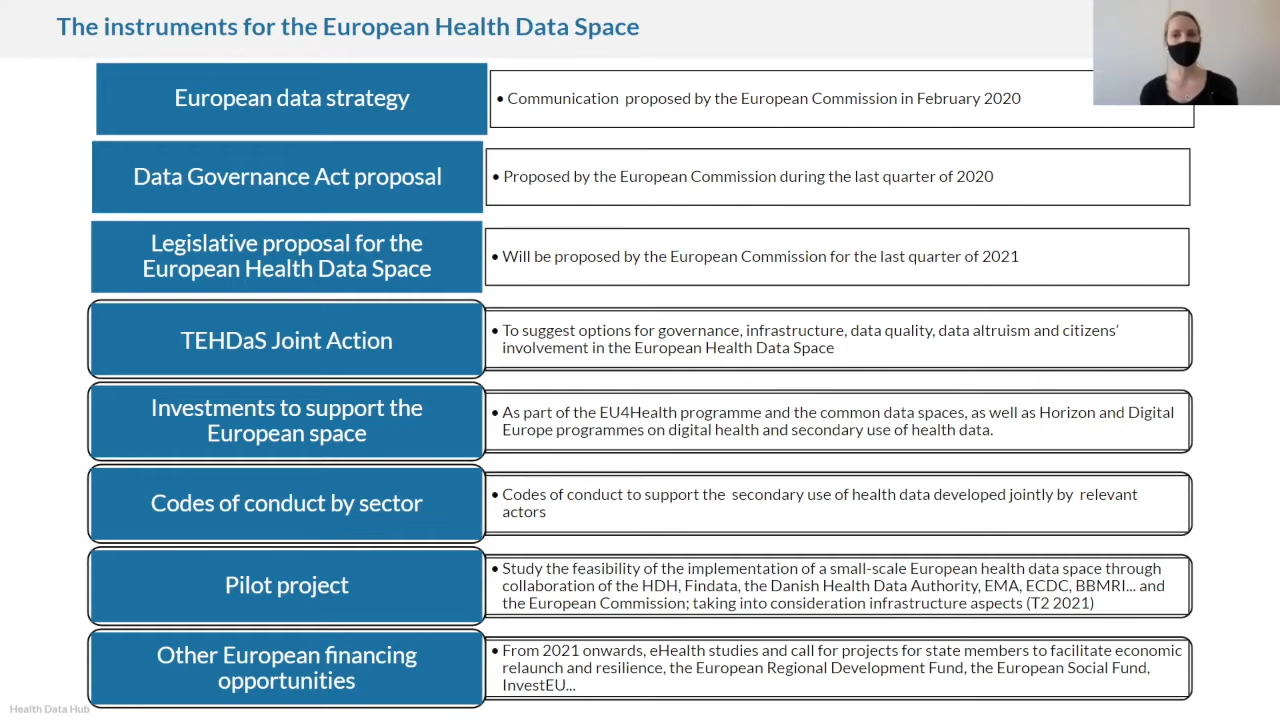 The instruments for the European Health Data Space
European data strategy
• Communication proposed by the European Commission in February 2020
Data Governance Act proposal
• Proposed by the European Commission during the last quarter of 2020
Legislative proposal for the
European Health Data Space
• Will be proposed by the European Commission for the last quarter of 2021
TEHDaS Joint Action
• To suggest options for governance, infrastructure, data quality, data altruism and citizens'
involvement in the European Health Data Space
Investments to support the
European space
• As part of the EU4Health programme and the common data spaces, as well as Horizon and Digital
Europe programmes on digital health and secondary use of health data.
Codes of conduct by sector
• Codes of conduct to support the secondary use of health data developed jointly by relevant
actors
Pilot project
• Study the feasibility of the implementation of a small-scale European health data space through
collaboration of the HDH, Findata, the Danish Health Data Authority, EMA, ECDC, BBMRI... and
the European Commission; taking into consideration infrastructure aspects (T2 2021)
Other European financing
opportunities
• From 2021 onwards, eHealth studies and call for projects for state members to facilitate economic
relaunch and resilience, the European Regional Development Fund, the European Social Fund,
InvestEU...
Health Data Hub